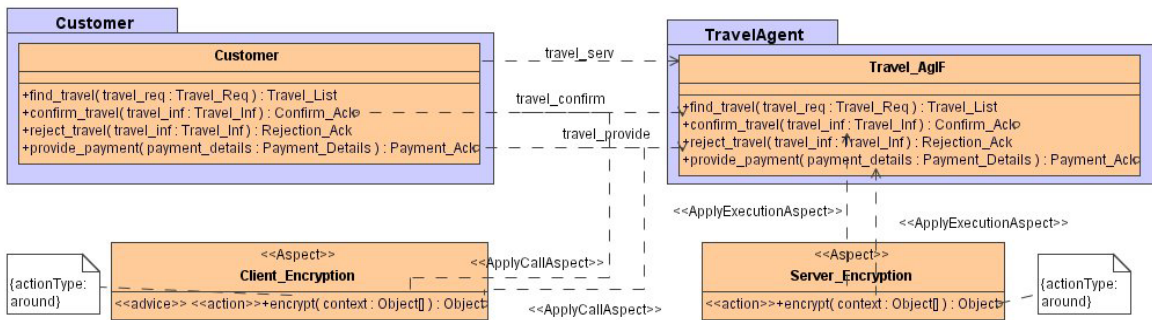 Customer
Customer
+find_travel( travel_req : Travel_Req ) : Travel_List
+confirm_travel( travel_inf : Travel_Inf ) : Confirm_Ack
+reject_travel( travel_inf : Travel_Inf ) : Rejection_Ack
+provide_payment( payment_details : Payment_Details ) : Payment_Ack
travel_serv
travel_confirm
travel_provide
TravelAgent
Travel_AgIF
+find_travel( travel_req : Travel_Req ) : Travel_List
+confirm_travel( travel_inf : Travel_Inf ) : Confirm_Ack
+reject_travel( travel_inf : Travel_Inf ) : Rejection_Ack
+provide_payment( payment_details : Payment_Details ) : Payment_Ack
<<ApplyExecutionAspect>>
<<ApplyExecutionAspect>>
{actionType:
around}
<<Aspect>>
Client_Encryption
<<advice>> <<action>>+encrypt( context : Object[] ) : Object
<<ApplyCallAspect>>
<<ApplyCallAspect>>
<<Aspect>>
Server_Encryption
<<action>>+encrypt( context : Object[] ) : Object
{actionType:
around}